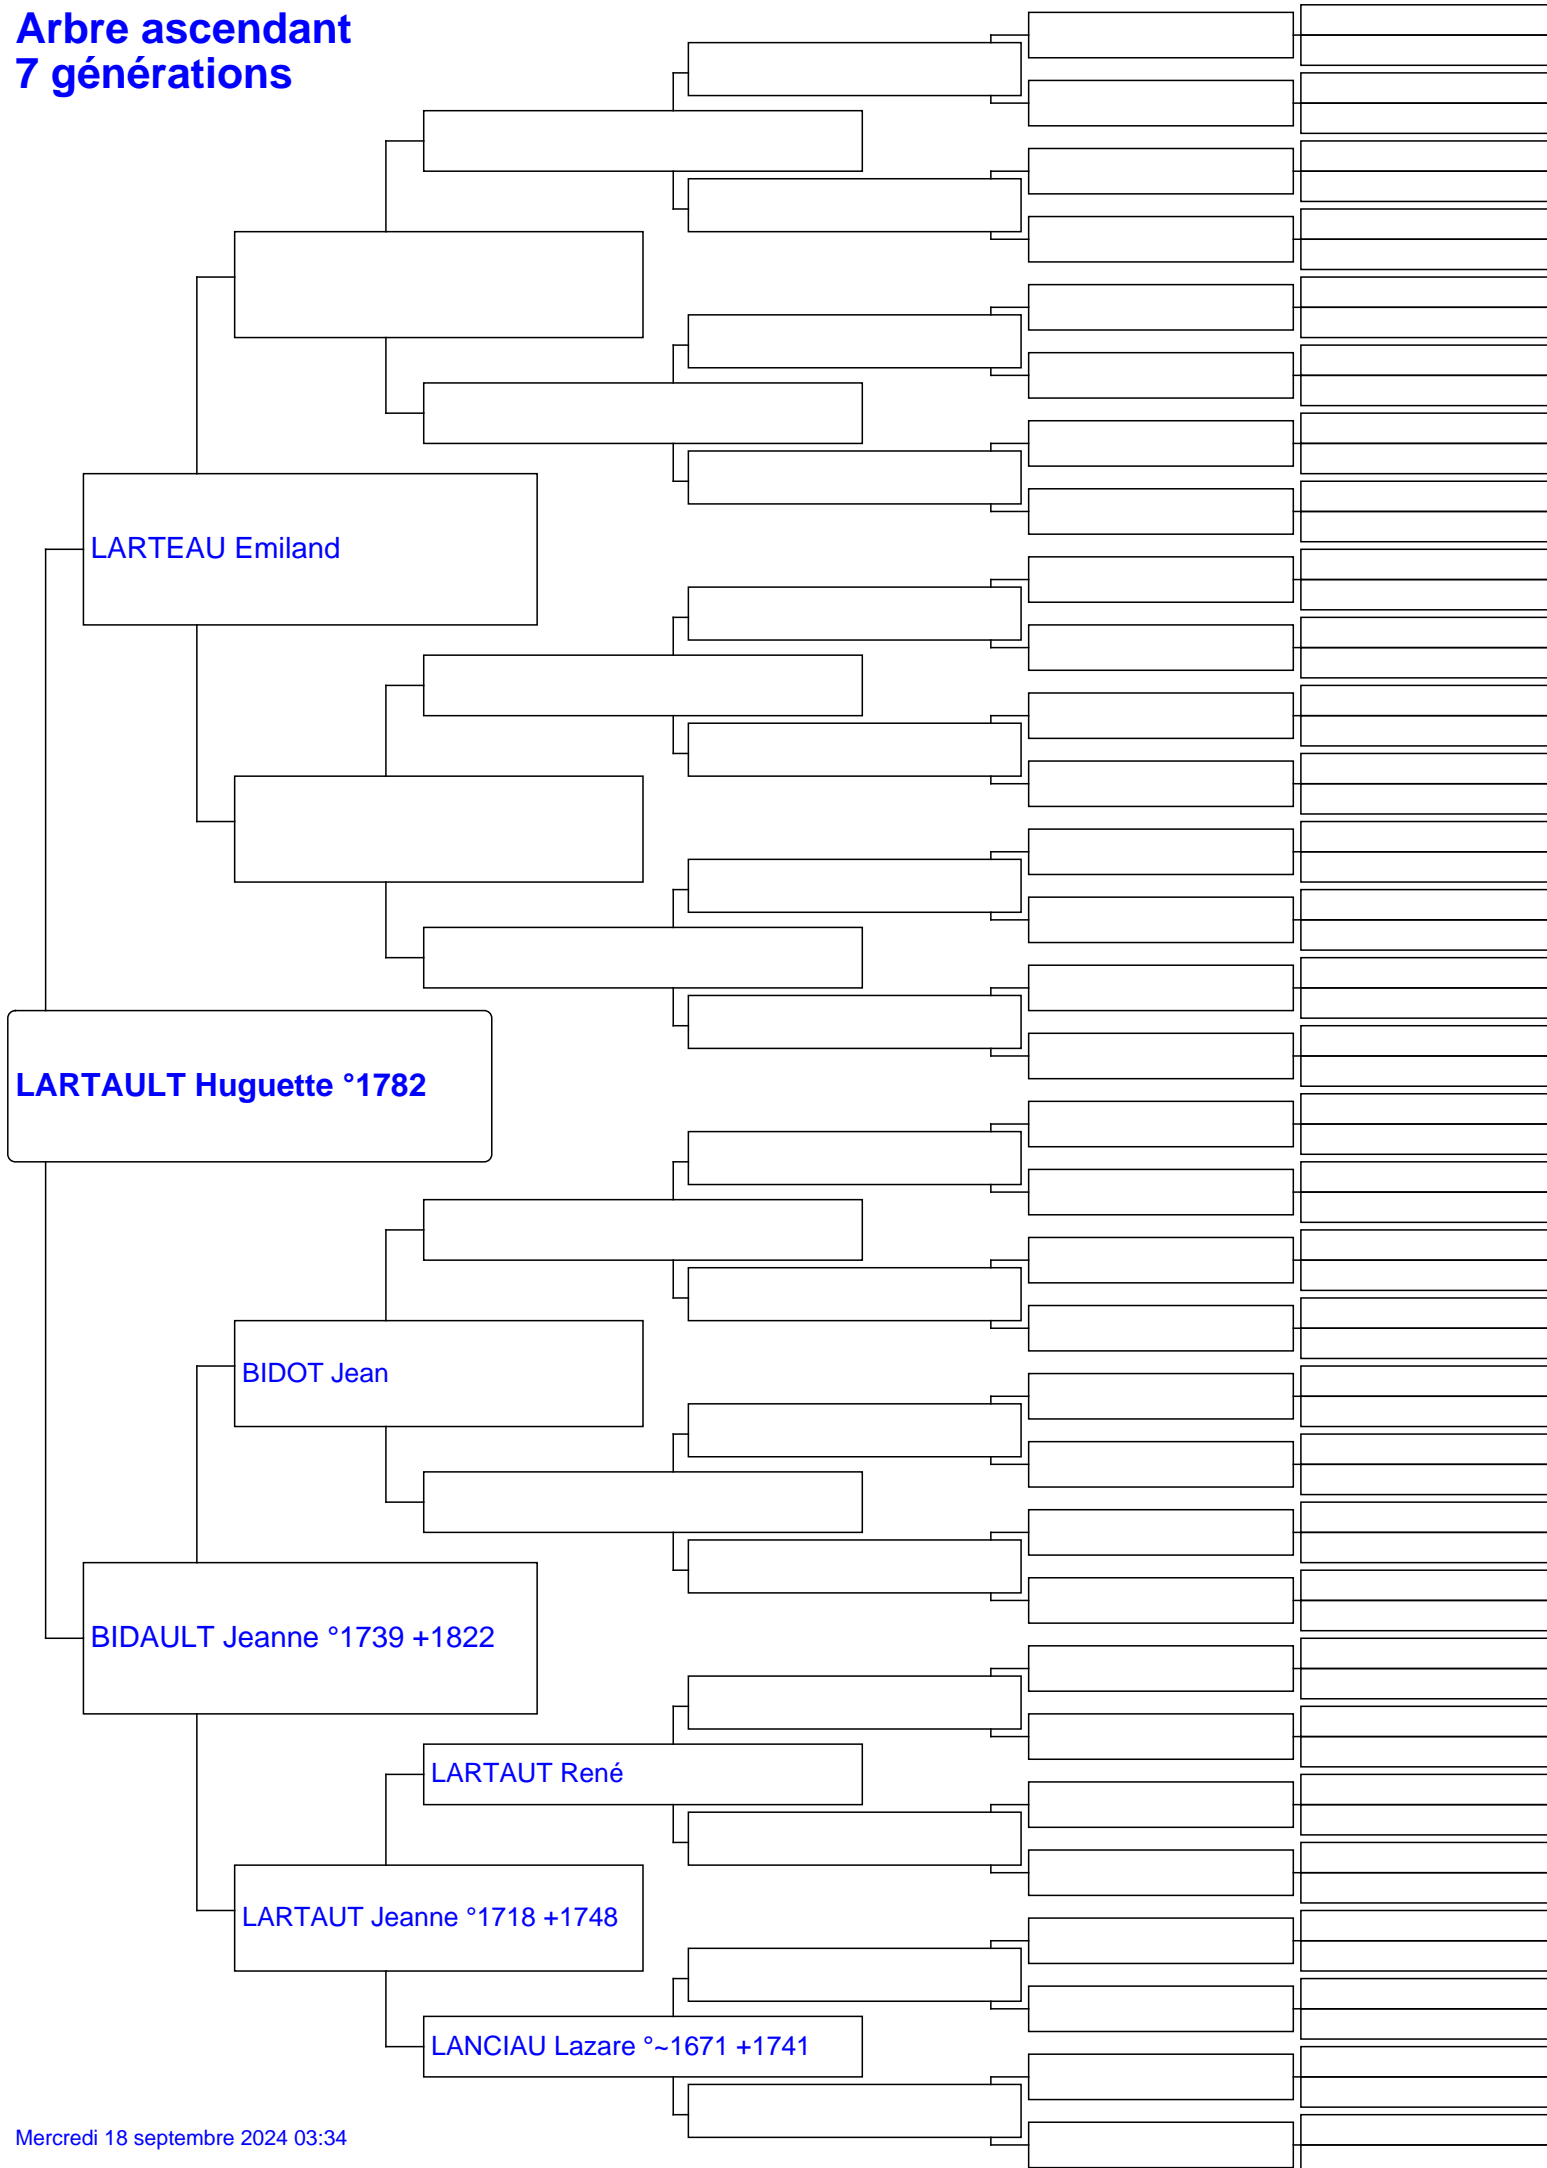 Arbre ascendant
7 générations
LARTEAU Emiland
LARTAULT Huguette °1782
BIDOT Jean
BIDAULT Jeanne °1739 +1822
LARTAUT René
LARTAUT Jeanne °1718 +1748
LANCIAU Lazare °~1671 +1741
Mercredi 18 septembre 2024 03:34